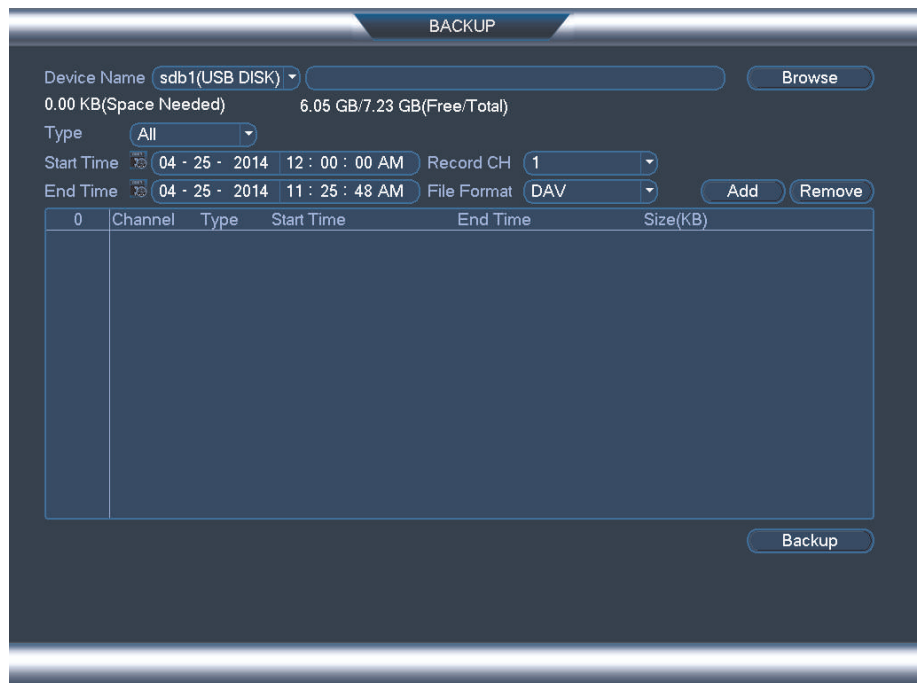 BACKUP
Device Name sdb1(USB DISK) Browse
0.00 KB(Space Needed) 6.05 GB/7.23 GB(Free/Total)
Type All
Start Time 04 - 25 - 2014 12 : 00 : 00 AM Record CH 1
End Time 04 - 25 - 2014 11 : 25 : 48 AM File Format DAV Add Remove
0 Channel Type Start Time End Time Size(KB)
Backup